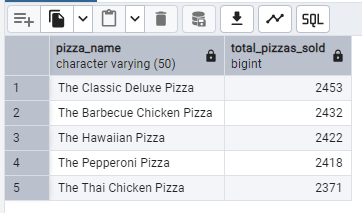 SQL
pizza_name total_pizzas_sold
character varying (50) bigint
1 The Classic Deluxe Pizza 2453
2 The Barbecue Chicken Pizza 2432
3 The Hawaiian Pizza 2422
4 The Pepperoni Pizza 2418
5 The Thai Chicken Pizza 2371